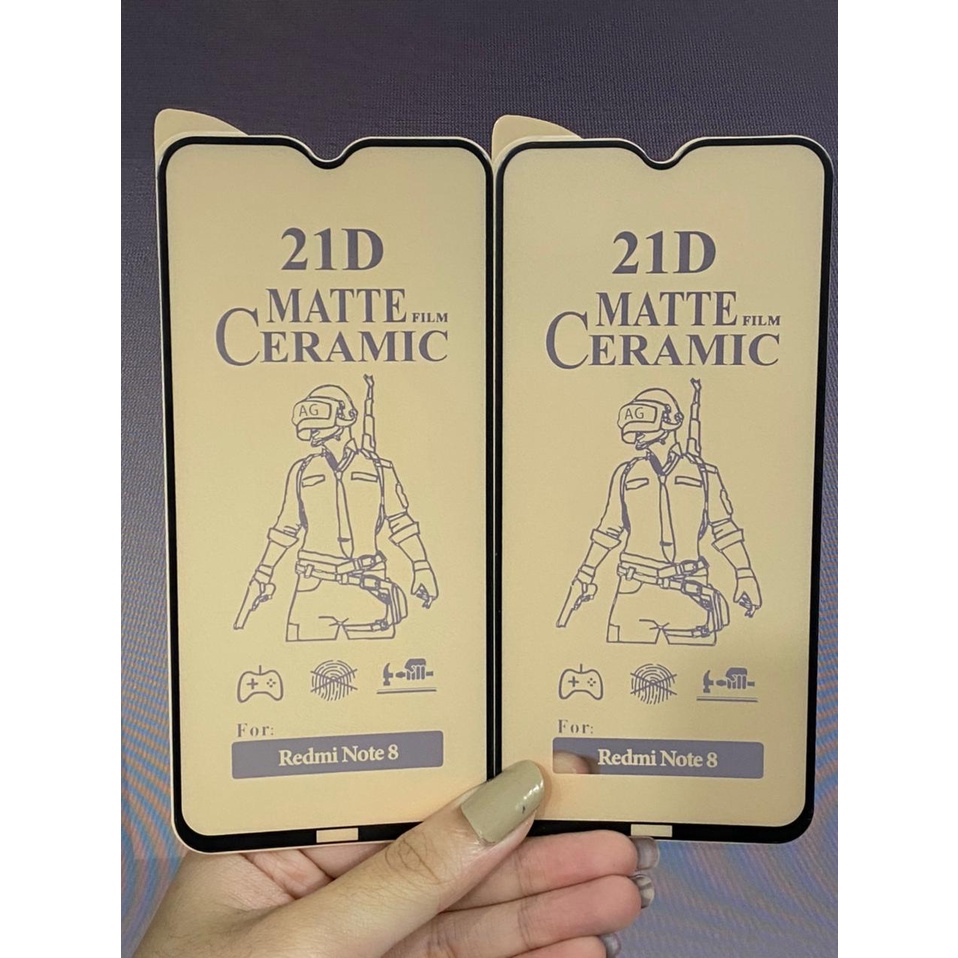 21D
MATTE FILM
CERAMIC
AG
For:
Redmi Note 8
21D
MATTE FILM
CERAMIC
AG
For:
Redmi Note 8